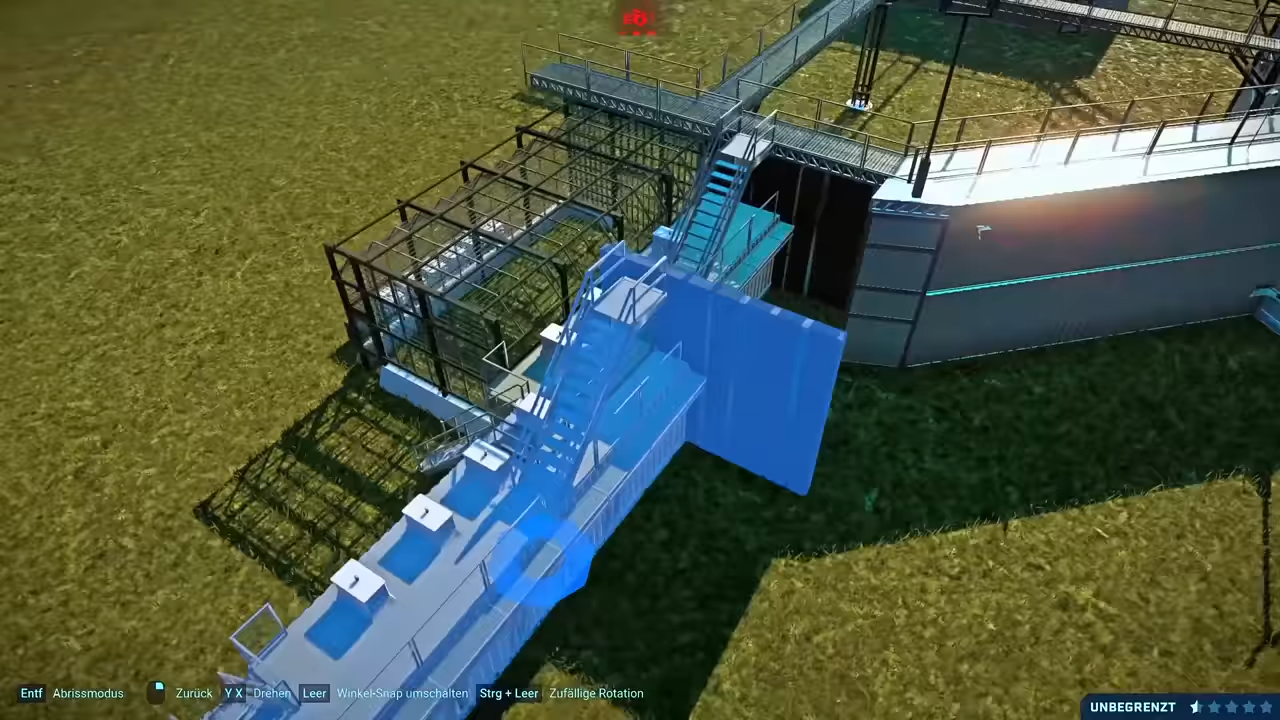 Entf Abrissmodus Zurück Y X Drehen Leer Winkel-Snap umschalten Strg + Leer Zufällige Rotation
UNBEGRENZT